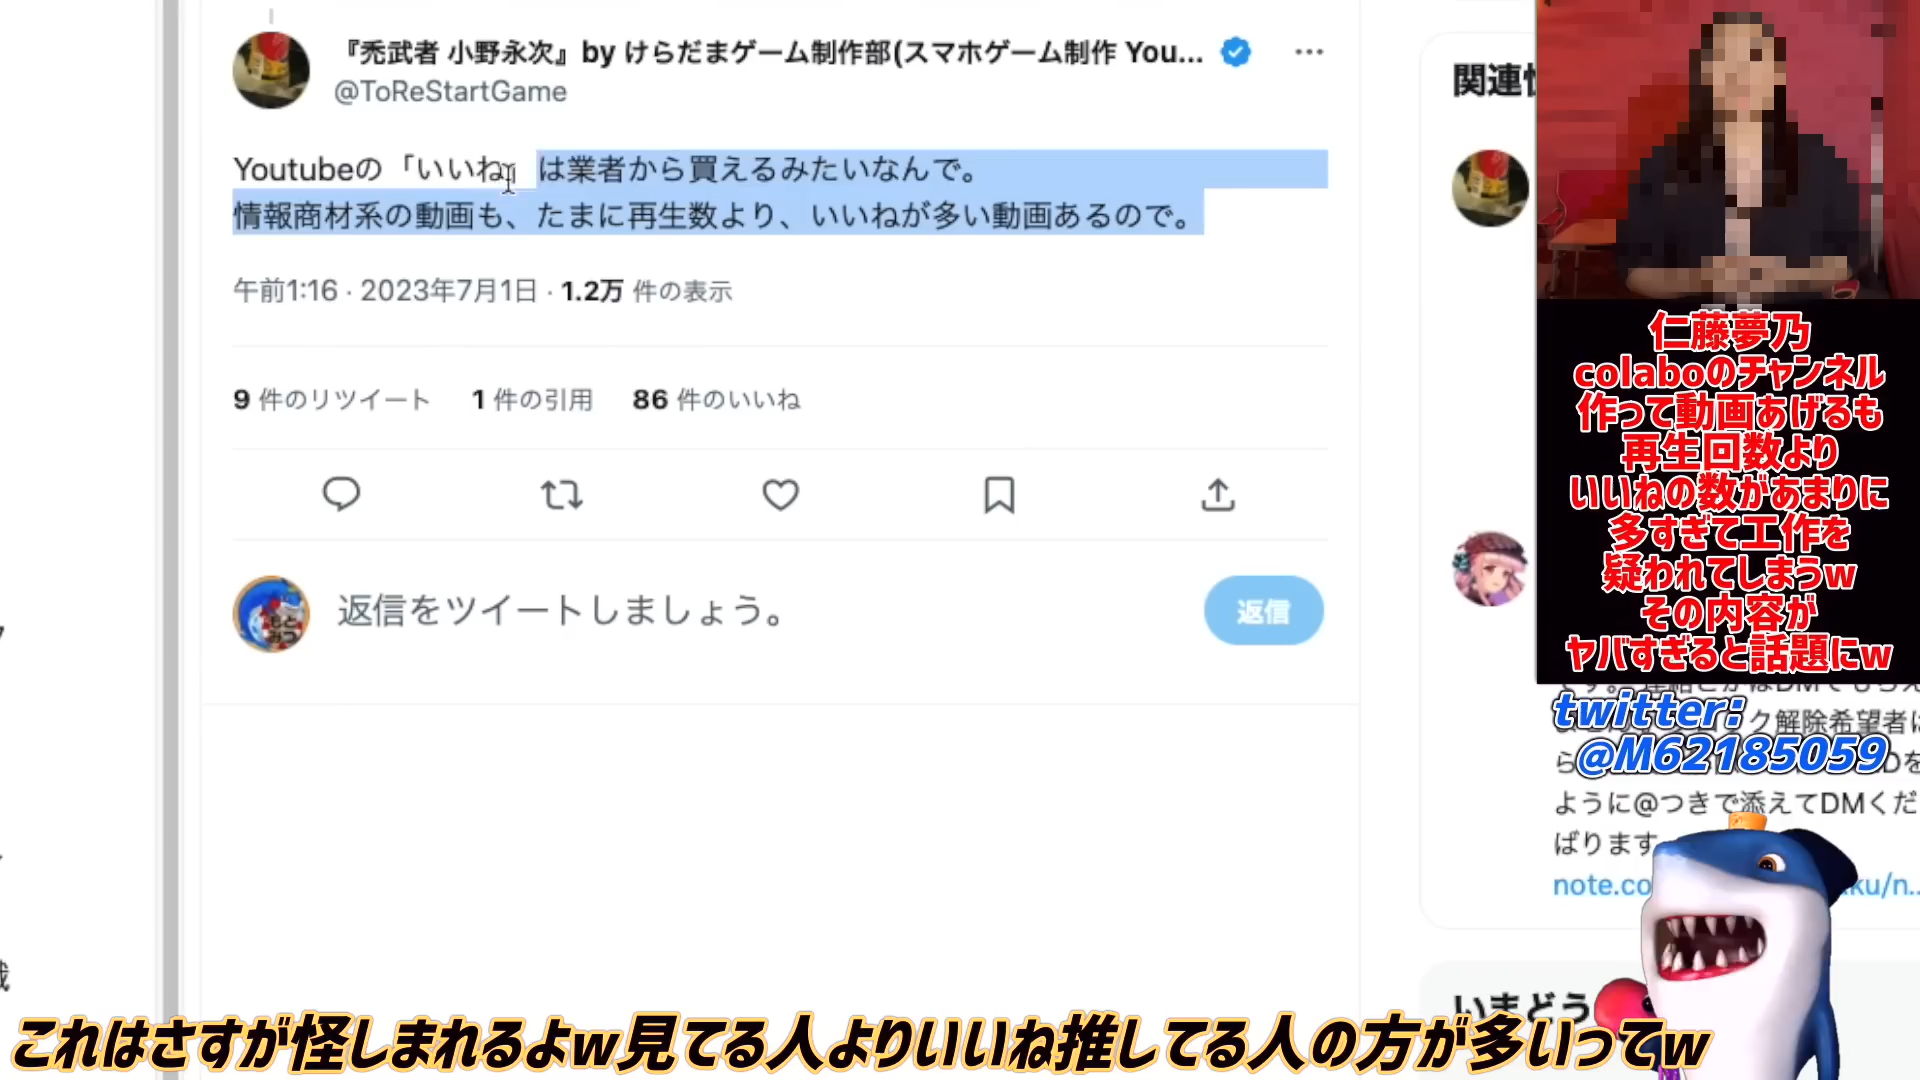 『禿武者 小野永次』by けらだまゲーム制作部(スマホゲーム制作 You...
@ToReStartGame
Youtubeの「いいね」は業者から買えるみたいなんで。
情報商材系の動画も、たまに再生数より、いいねが多い動画あるので。
午前1:16 · 2023年7月1日 · 1.2万 件の表示
9 件のリツイート 1 件の引用 86 件のいいね
返信をツイートしましょう。
返信
関連
仁藤夢乃
colaboのチャンネル
作って動画あげるも
再生回数より
いいねの数があまりに
多すぎて工作を
疑われてしまうw
その内容が
ヤバすぎると話題にw
twitter:
@M62185059
ク解除希望者は
ように@つきで添えてDMくだ
ばります
note.co
ku/n...
いまどう
もと
みつ
これはさすが怪しまれるよw見てる人よりいいね推してる人の方が多いってw